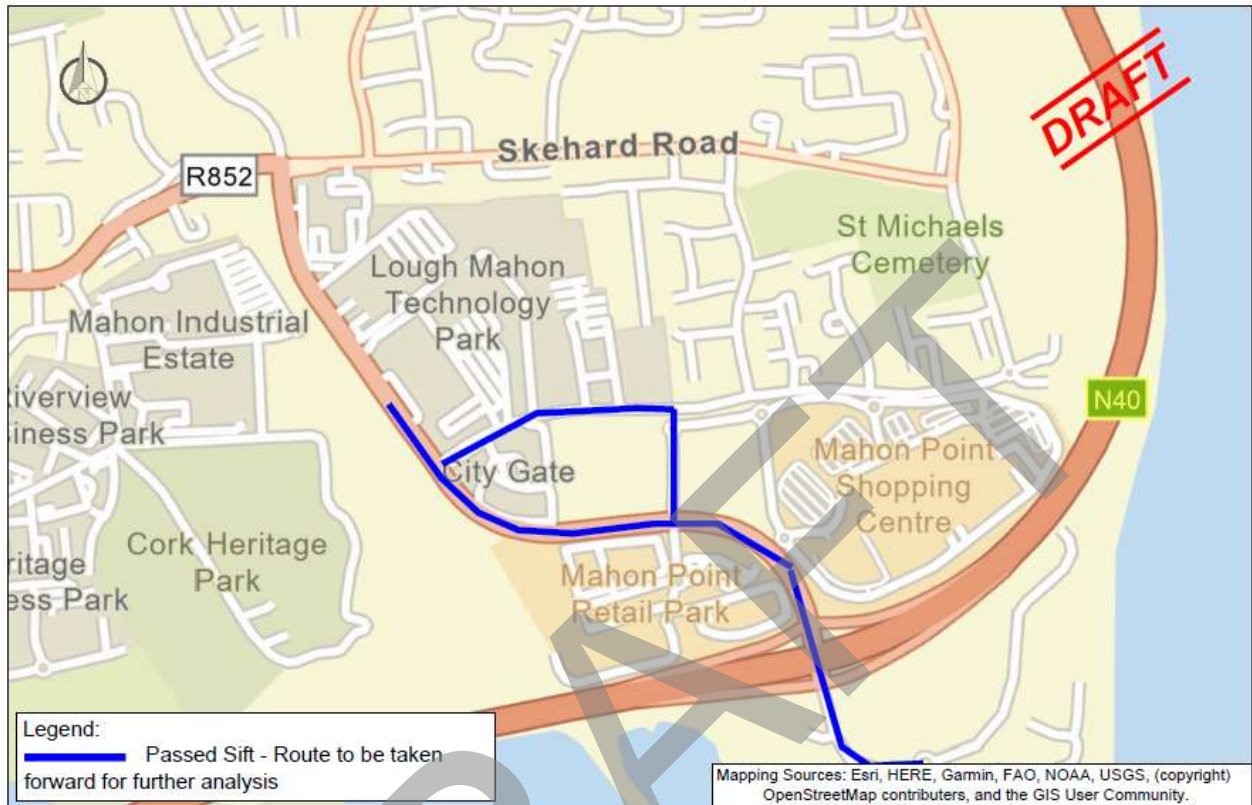 DRAFT
Skehard Road
R852
St Michaels
Cemetery
Lough Mahon
Technology
Park
Mahon Industrial
Estate
Riverview
siness Park
N40
Mahon Point
Shopping
Centre
City Gate
Cork Heritage
Park
ritage
ess Park
Mahon Point
Retail Park
DRAFT
Legend:
Passed Sift - Route to be taken
forward for further analysis
Mapping Sources: Esri, HERE, Garmin, FAO, NOAA, USGS, (copyright)
OpenStreetMap contributors, and the GIS User Community.